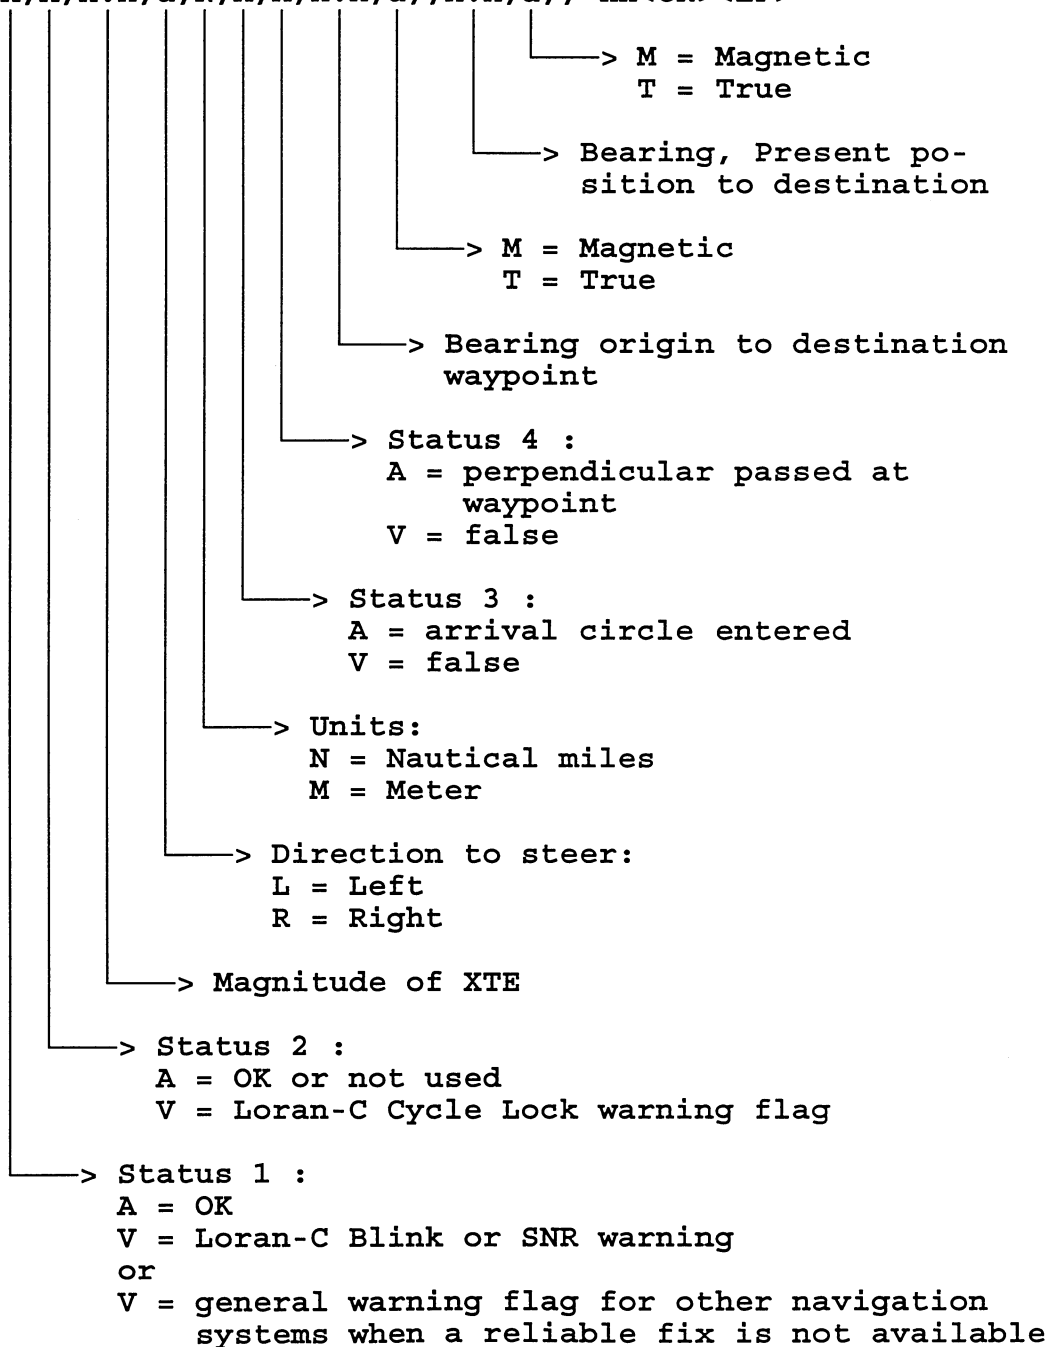 > M = Magnetic
T = True
> Bearing, Present po-
sition to destination
> M = Magnetic
T = True
> Bearing origin to destination
waypoint
> Status 4 :
A = perpendicular passed at
waypoint
V = false
> Status 3 :
A = arrival circle entered
V = false
> Units:
N = Nautical miles
M = Meter
> Direction to steer:
L = Left
R = Right
> Magnitude of XTE
> Status 2 :
A = OK or not used
V = Loran-C Cycle Lock warning flag
> Status 1 :
A = OK
V = Loran-C Blink or SNR warning
or
V = general warning flag for other navigation
systems when a reliable fix is not available